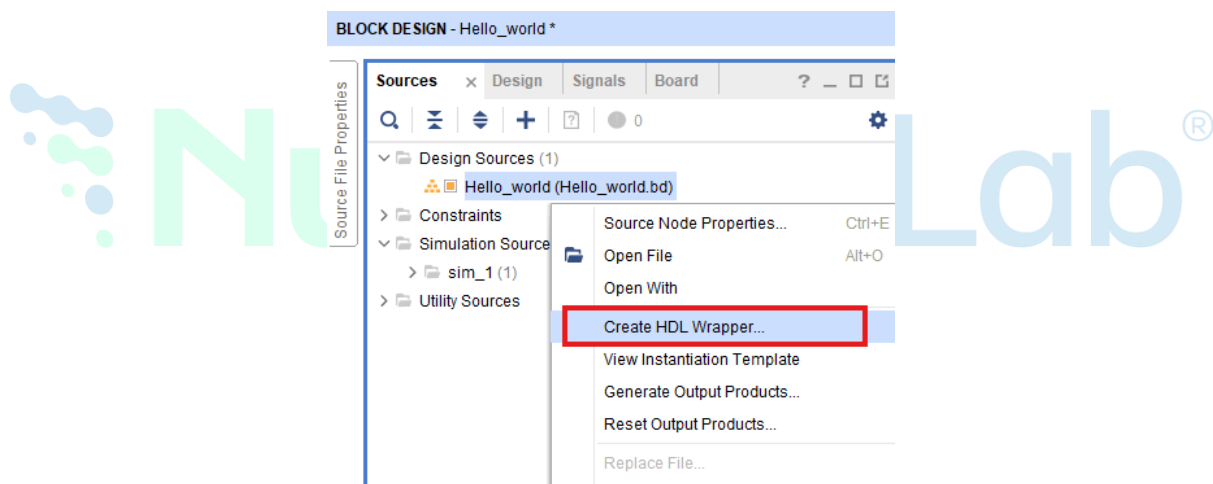 BLOCK DESIGN - Hello_world *
Source File Properties
Sources × Design Signals Board ?
0
Design Sources (1)
Hello_world (Hello_world.bd)
Constraints
Simulation Source
sim_1 (1)
Utility Sources
Source Node Properties... Ctrl+E
Open File Alt+O
Open With
Create HDL Wrapper...
View Instantiation Template
Generate Output Products...
Reset Output Products...
Replace File...
Nu Lab ®